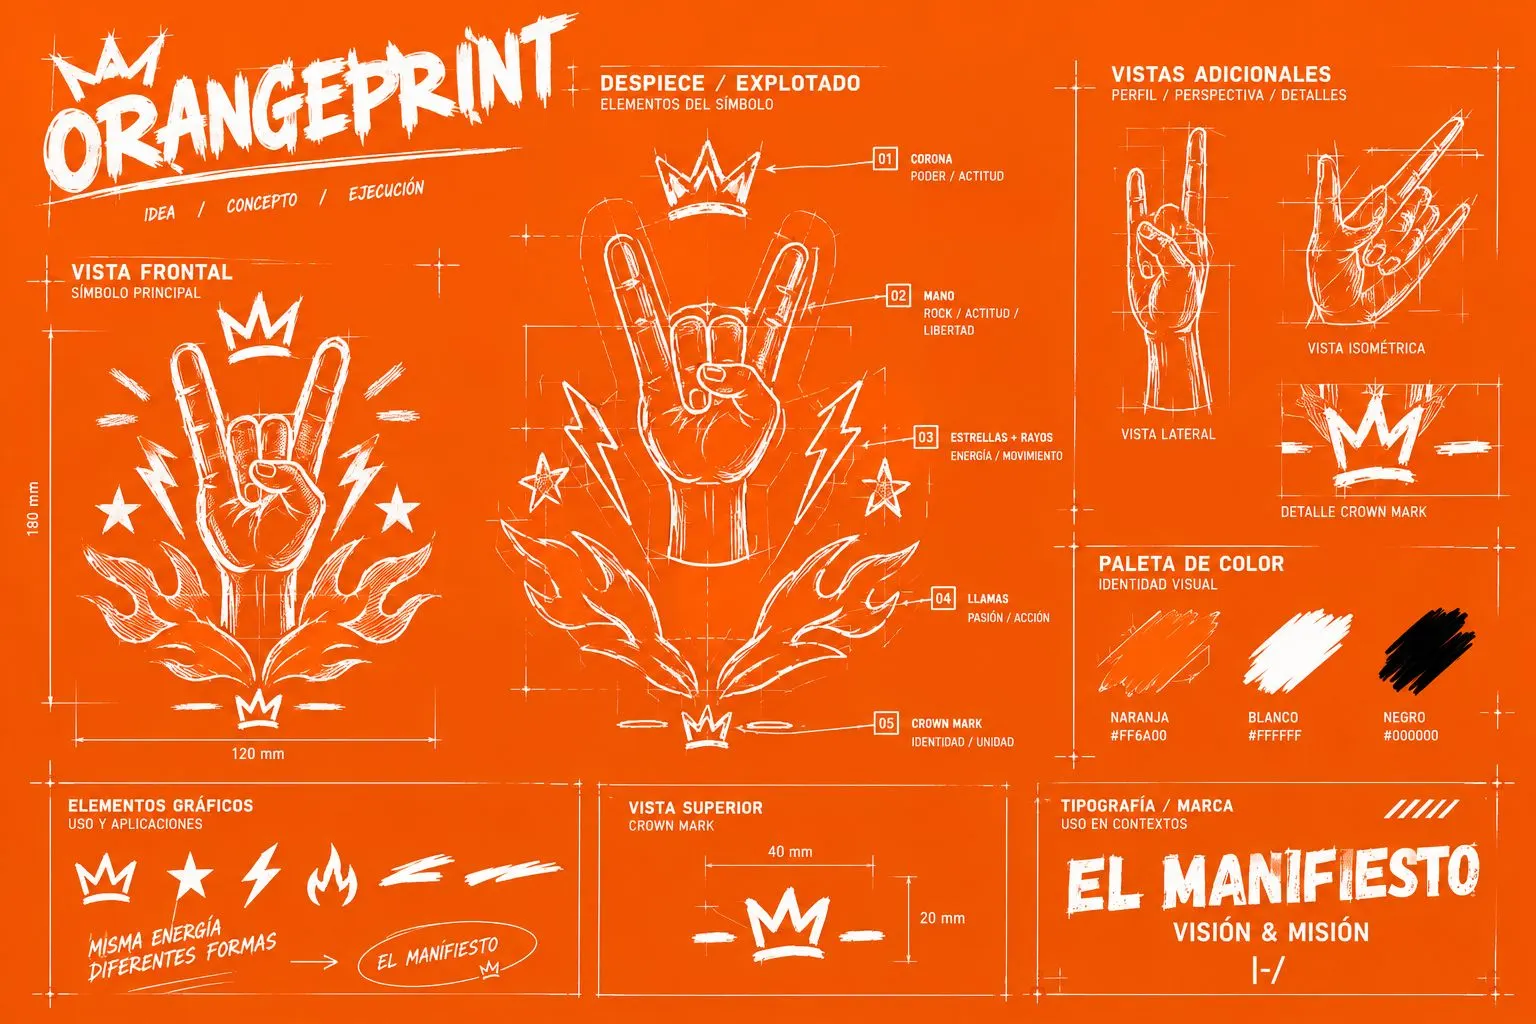 ORANGEPRINT
IDEA / CONCEPTO / EJECUCIÓN
VISTA FRONTAL
SÍMBOLO PRINCIPAL
180 mm
120 mm
DESPIECE / EXPLOTADO
ELEMENTOS DEL SÍMBOLO
01 CORONA
PODER / ACTITUD
02 MANO
ROCK / ACTITUD /
LIBERTAD
03 ESTRELLAS + RAYOS
ENERGÍA / MOVIMIENTO
04 LLAMAS
PASIÓN / ACCIÓN
05 CROWN MARK
IDENTIDAD / UNIDAD
VISTAS ADICIONALES
PERFIL / PERSPECTIVA / DETALLES
VISTA LATERAL
VISTA ISOMÉTRICA
DETALLE CROWN MARK
PALETA DE COLOR
IDENTIDAD VISUAL
NARANJA
#FF6A00
BLANCO
#FFFFFF
NEGRO
#000000
ELEMENTOS GRÁFICOS
USO Y APLICACIONES
MISMA ENERGÍA
DIFERENTES FORMAS
EL MANÍFIESTO
VISTA SUPERIOR
CROWN MARK
40 mm
20 mm
TIPOGRAFÍA / MARCA
USO EN CONTEXTOS
EL MANIFIESTO
VISIÓN & MISIÓN
|-/